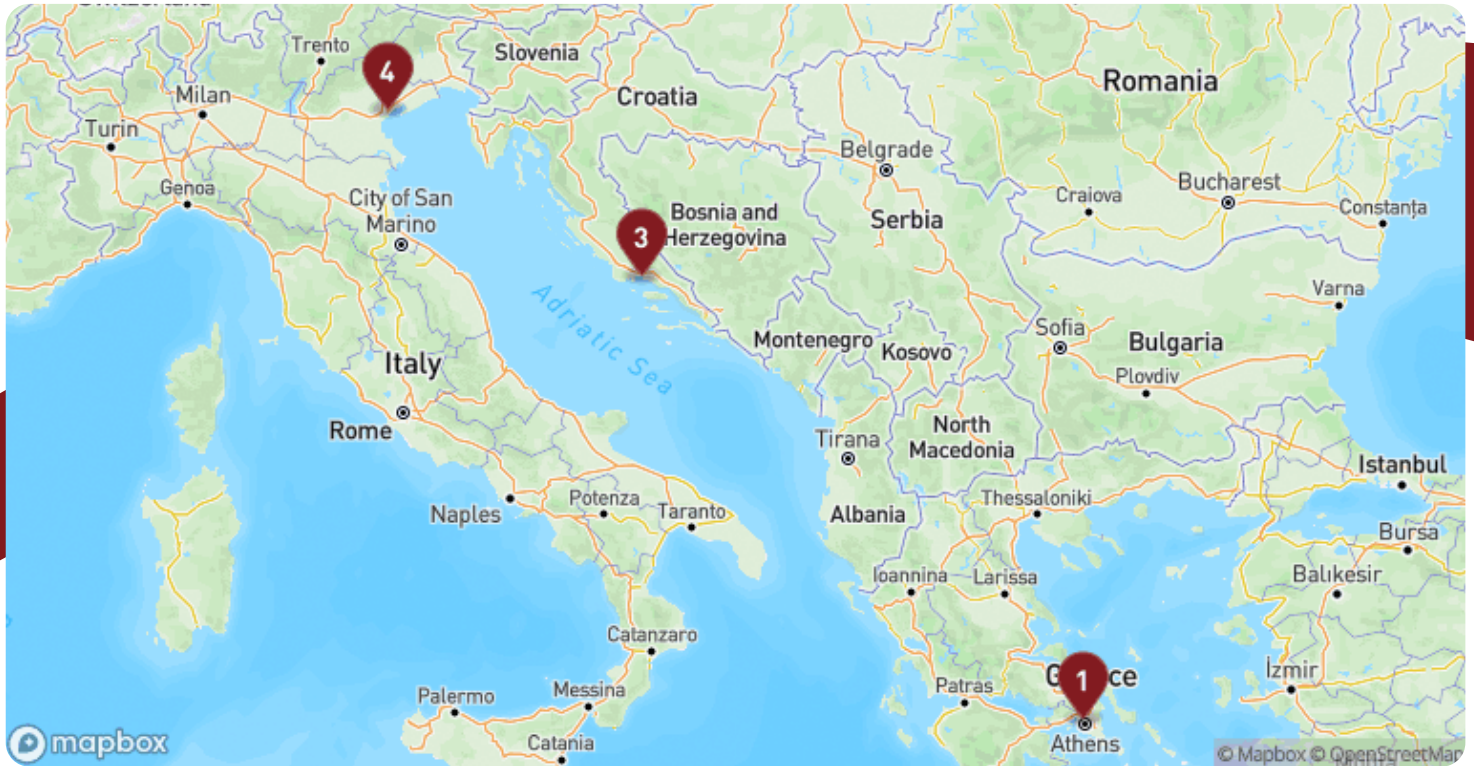 Switzerland
Trento
Slovenia
4
Milan
Croatia
Romania
Turin
Belgrade
Genoa
City of San
Marino
Craiova
Bucharest
Constanța
Bosnia and
Herzegovina
Serbia
3
Adriatic Sea
Varna
Montenegro
Kosovo
Sofia
Bulgaria
Plovdiv
Italy
Rome
Tirana
North
Macedonia
Istanbul
Naples
Potenza
Taranto
Albania
Thessaloniki
Bursa
Ioannina
Larissa
Balıkesir
Catanzaro
1
İzmir
Palermo
Messina
Patras
Catania
Athens
mapbox
© Mapbox © OpenStreetMap